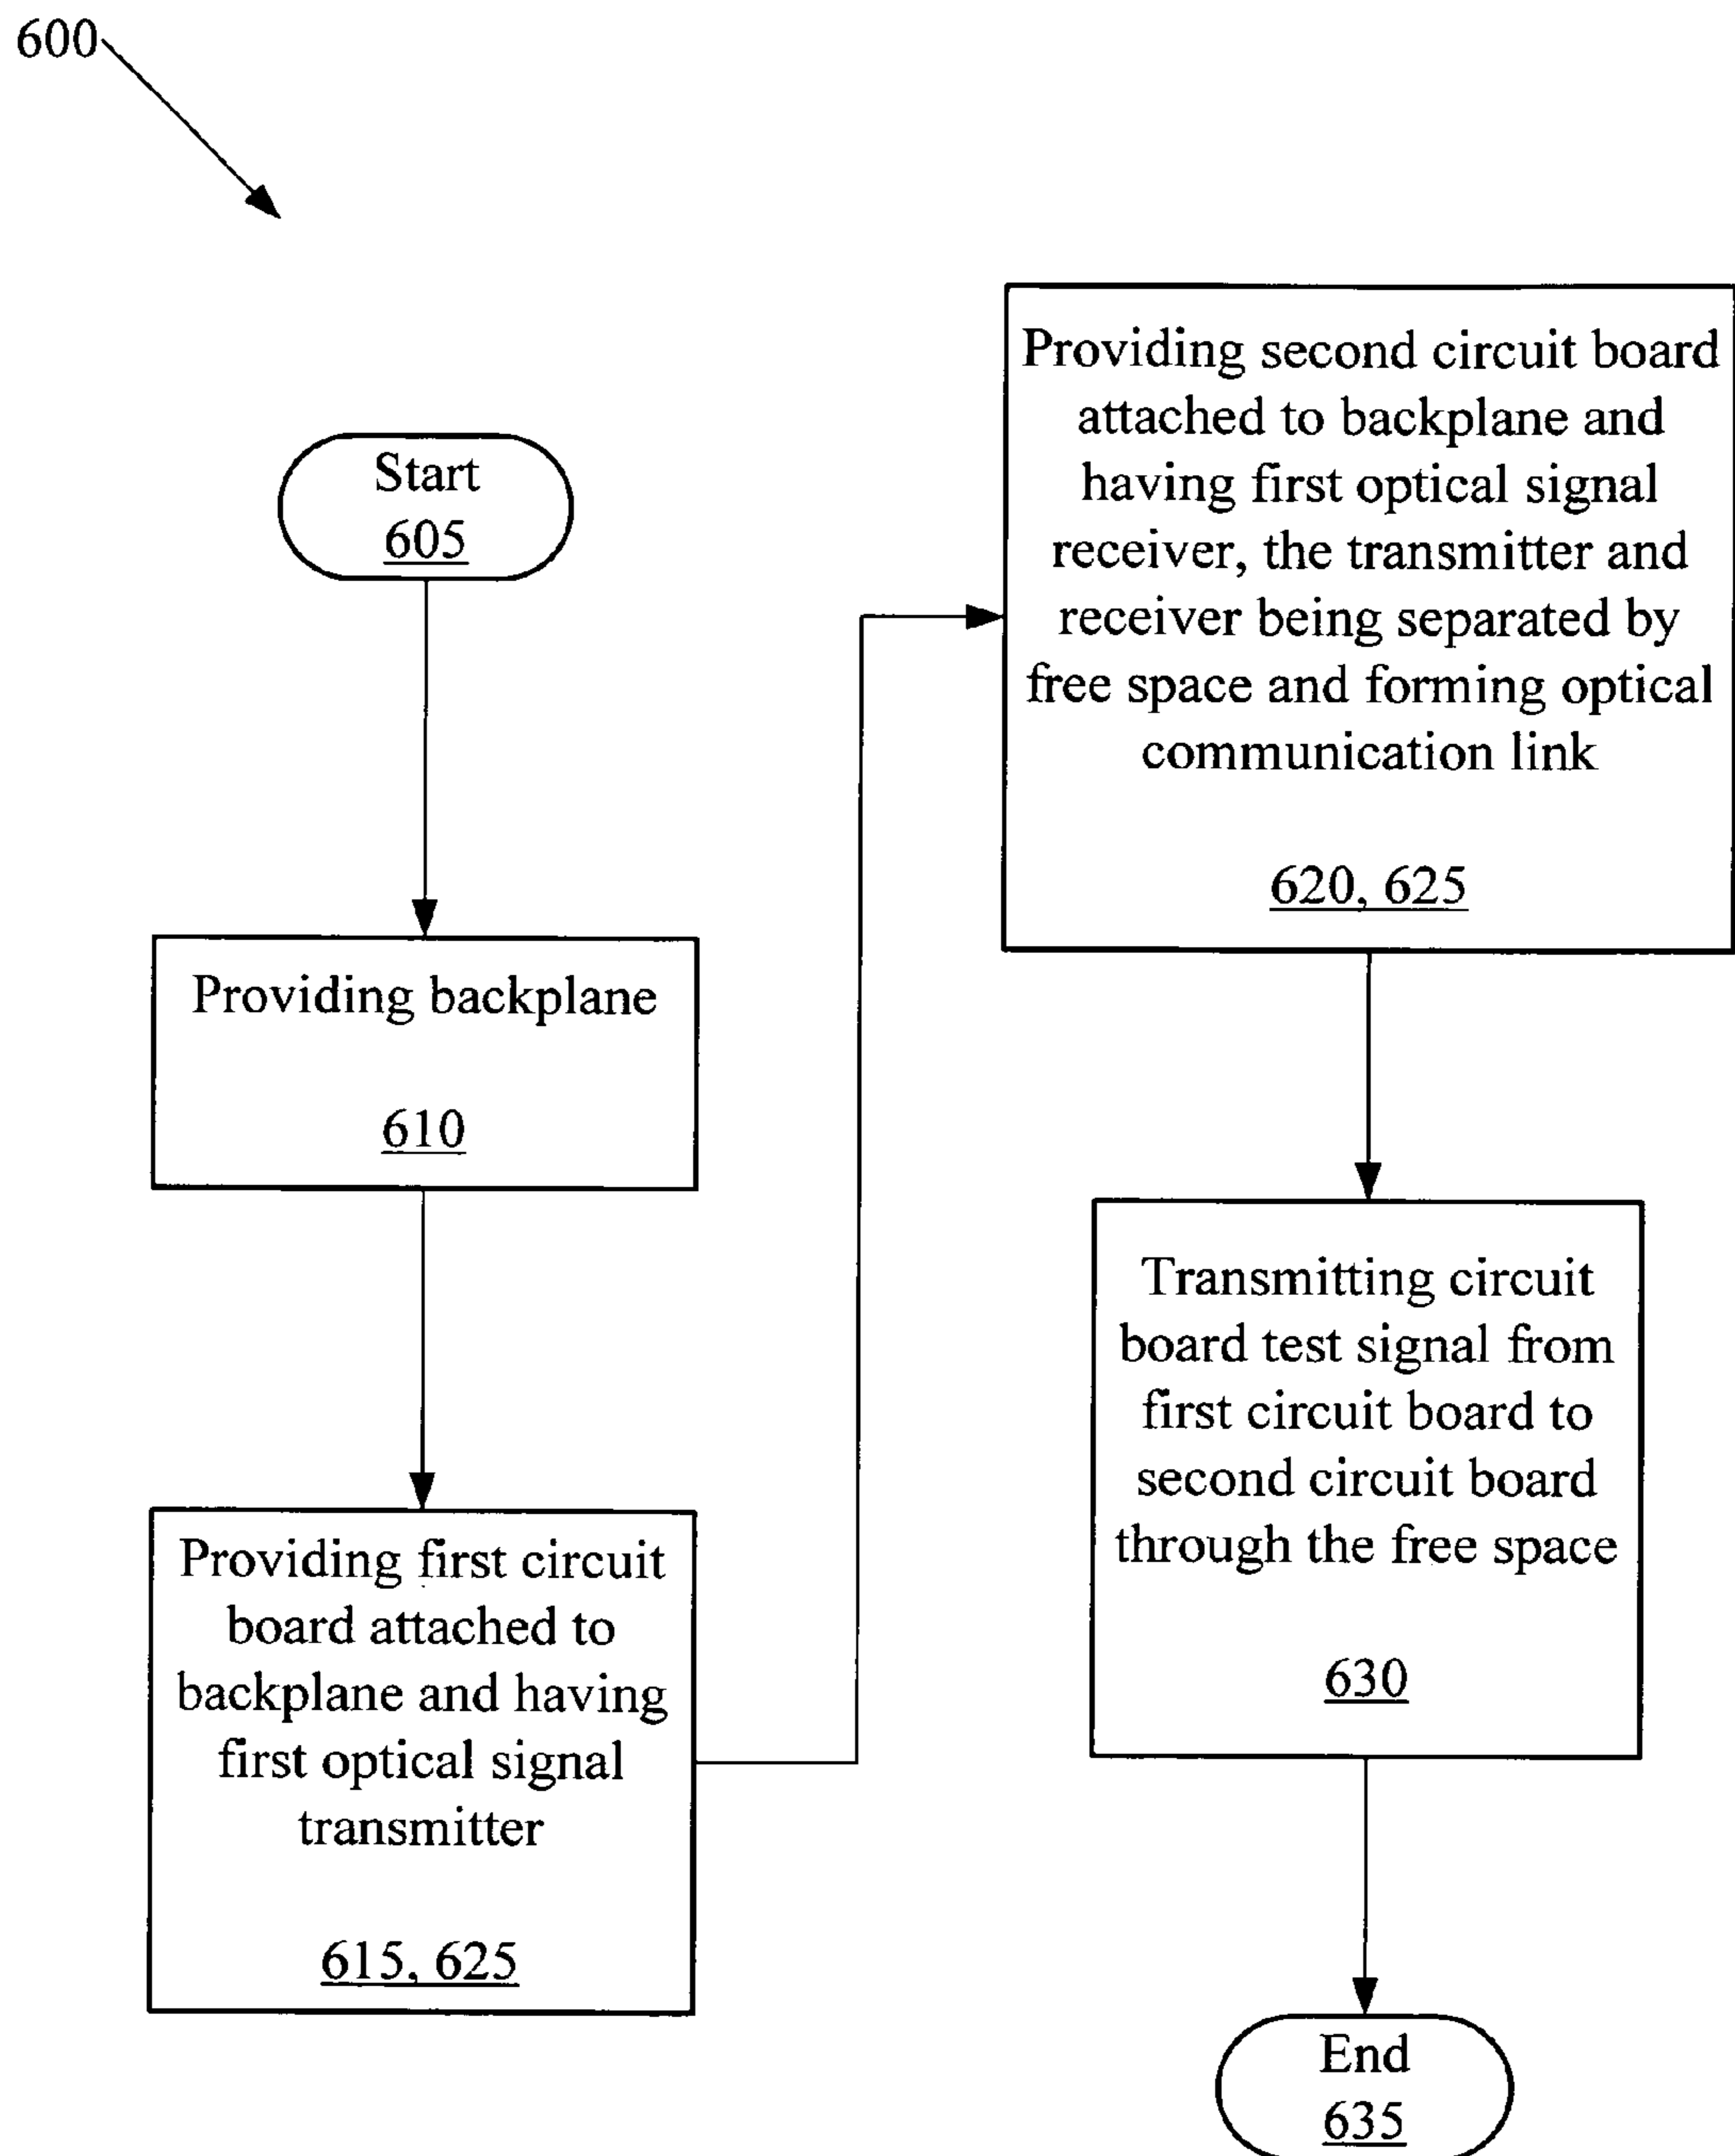 600
Start
605
Providing backplane
610
Providing first circuit
board attached to
backplane and having
first optical signal
transmitter
615, 625
Providing second circuit board
attached to backplane and
having first optical signal
receiver, the transmitter and
receiver being separated by
free space and forming optical
communication link
620, 625
Transmitting circuit
board test signal from
first circuit board to
second circuit board
through the free space
630
End
635